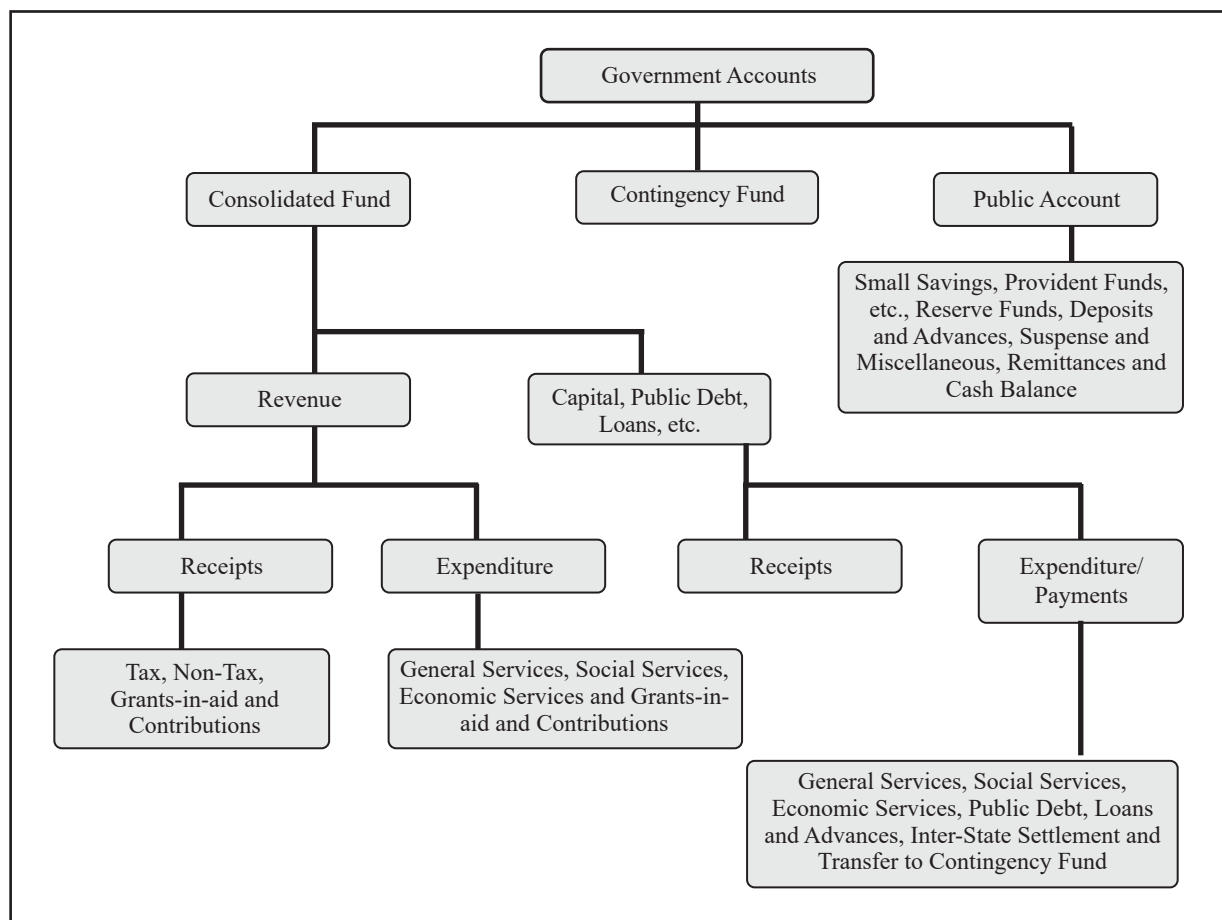 Government Accounts
Consolidated Fund
Contingency Fund
Public Account
Small Savings, Provident Funds,
etc., Reserve Funds, Deposits
and Advances, Suspense and
Miscellaneous, Remittances and
Cash Balance
Revenue
Capital, Public Debt,
Loans, etc.
Receipts
Expenditure
Receipts
Expenditure/
Payments
Tax, Non-Tax,
Grants-in-aid and
Contributions
General Services, Social Services,
Economic Services and Grants-in-
aid and Contributions
General Services, Social Services,
Economic Services, Public Debt, Loans
and Advances, Inter-State Settlement and
Transfer to Contingency Fund